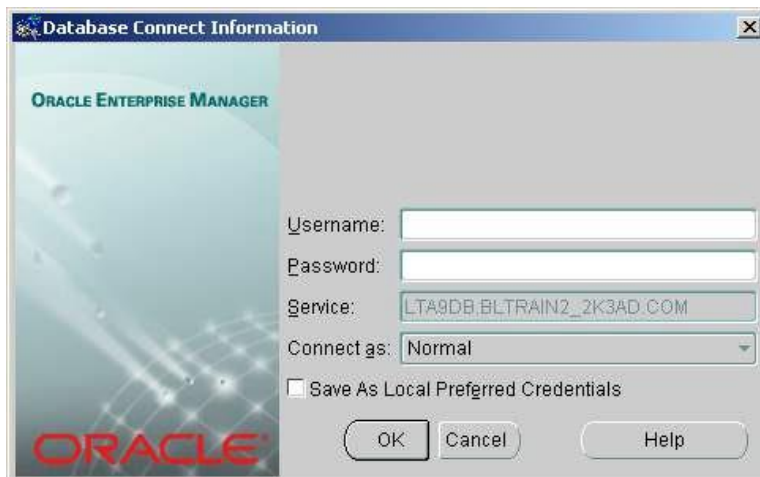 Database Connect Information
ORACLE ENTERPRISE MANAGER
Username:
Password:
Service: LTA9DB.BLTRAIN2_2K3AD.COM
Connect as: Normal
Save As Local Preferred Credentials
OK Cancel Help
ORACLE